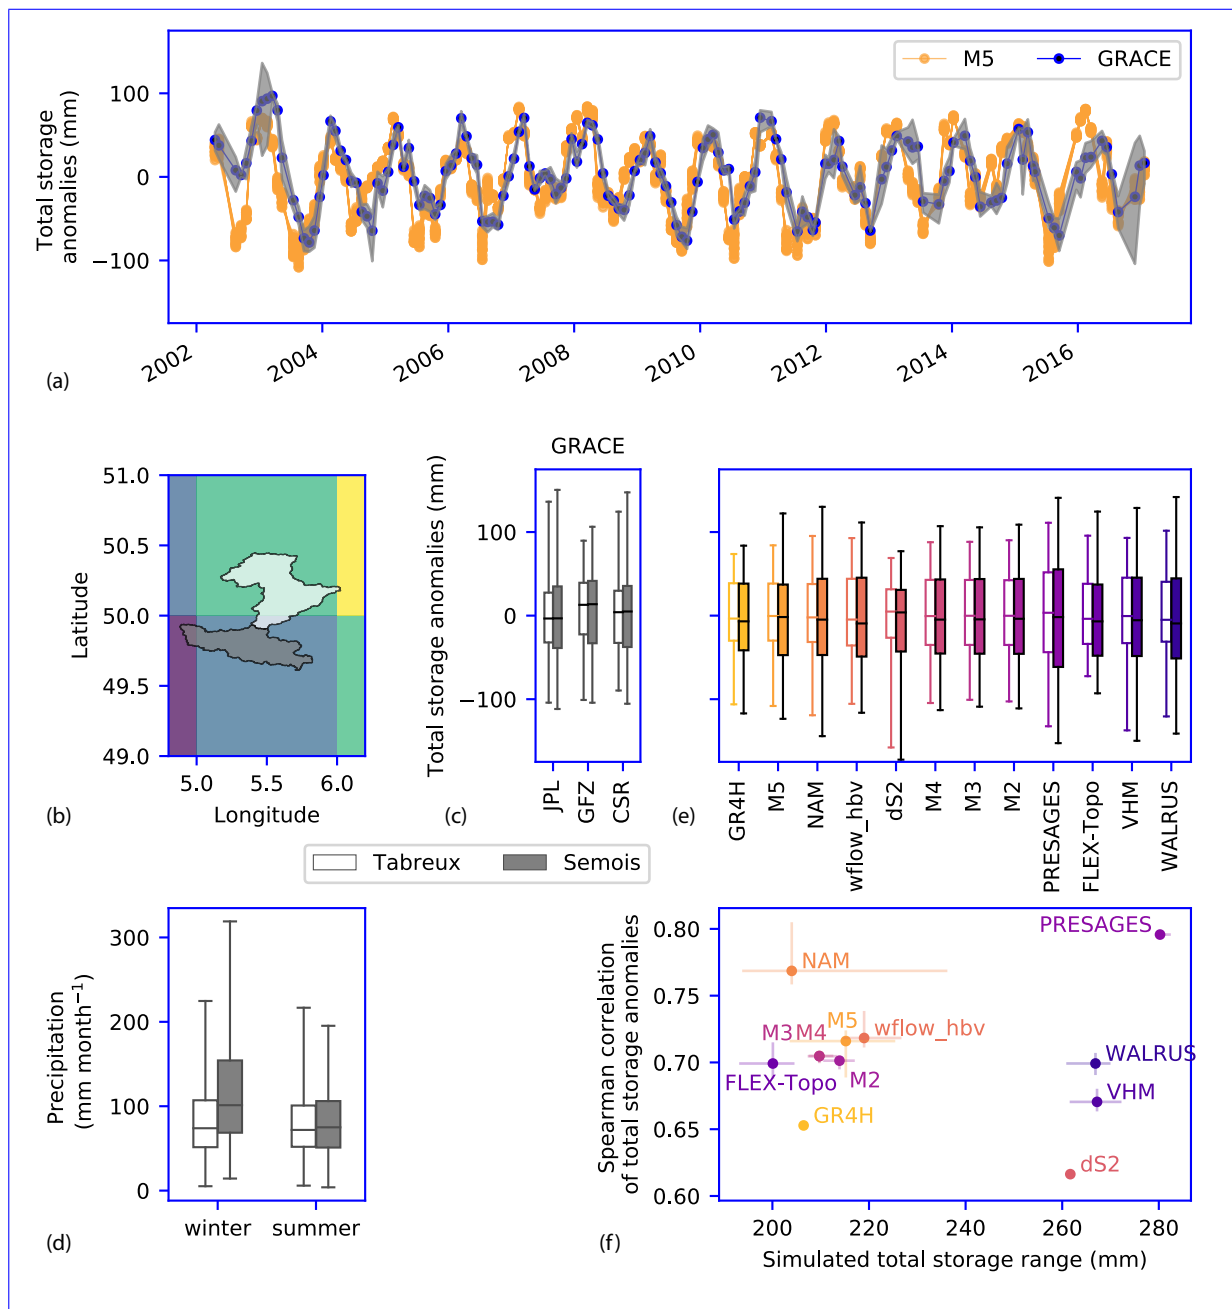 M5 GRACE
Total storage
anomalies (mm)
100
0
−100
2002 2004 2006 2008 2010 2012 2014 2016
(a)
51.0
50.5
50.0
49.5
49.0
Latitude
5.0 5.5 6.0
Longitude
(b)
GRACE
Total storage anomalies (mm)
100
0
−100
JPL GFZ CSR
(c)
GR4H M5 NAM wflow_hbv dS2 M4 M3 M2 PRESAGES FLEX-Topo VHM WALRUS
(e)
Tabreux Semois
Precipitation
(mm month⁻¹)
300
200
100
0
winter summer
(d)
Spearman correlation
of total storage anomalies
0.80
0.75
0.70
0.65
0.60
PRESAGES
NAM
M3 M4 M5 wflow_hbv
FLEX-Topo M2 WALRUS
VHM
GR4H
dS2
200 220 240 260 280
Simulated total storage range (mm)
(f)